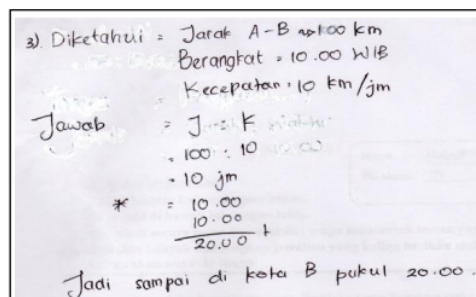 3). Diketahui = Jarak A-B ⇝ 100 km
Berangkat = 10.00 WIB
Kecepatan = 10 km/jm
Jawab = J : K
= 100 : 10
= 10 jm
* = 10.00
10.00 +
20.00
Jadi sampai di kota B pukul 20.00.